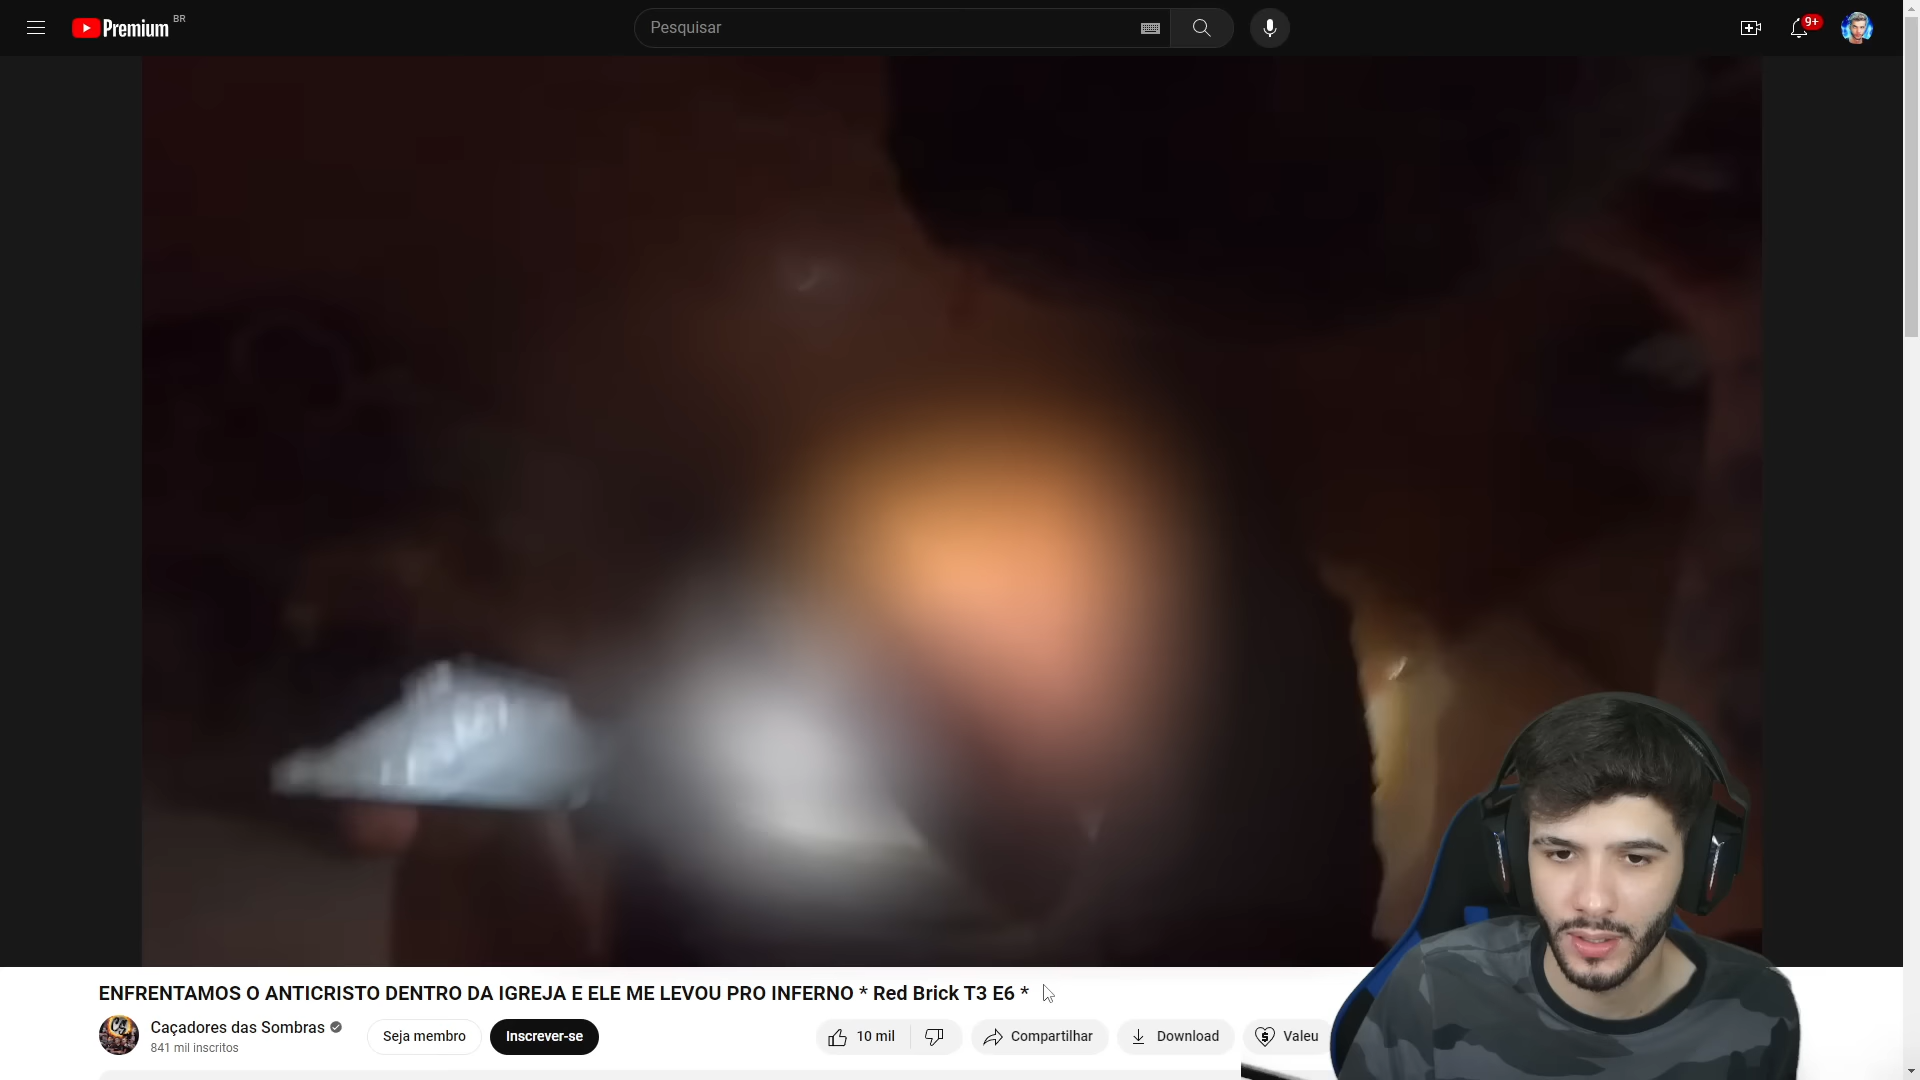 Premium BR
Pesquisar
9+
ENFRENTAMOS O ANTICRISTO DENTRO DA IGREJA E ELE ME LEVOU PRO INFERNO * Red Brick T3 E6 *
Caçadores das Sombras
841 mil inscritos
Seja membro
Inscrever-se
10 mil
Compartilhar
Download
Valeu